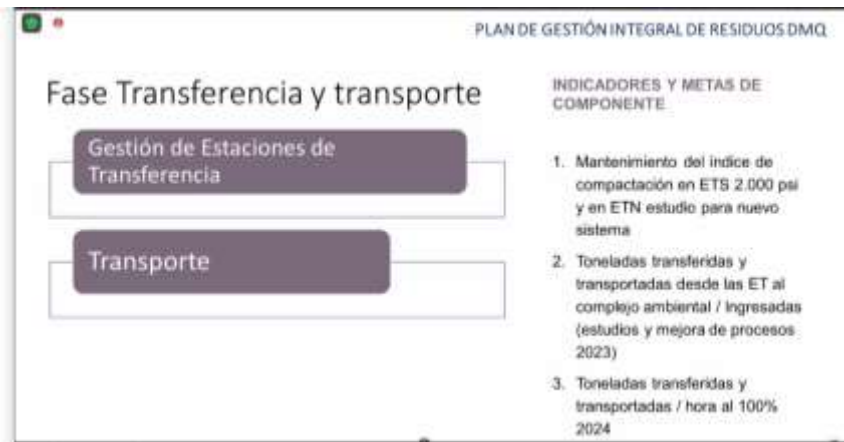 PLAN DE GESTIÓN INTEGRAL DE RESIDUOS DMQ
Fase Transferencia y transporte
Gestión de Estaciones de
Transferencia
Transporte
INDICADORES Y METAS DE
COMPONENTE
1. Mantenimiento del indice de
compactación en ETS 2.000 psi
y en ETN estudio para nuevo
sistema
2. Toneladas transferidas y
transportadas desde las ET al
complejo ambiental / Ingresadas
(estudios y mejora de procesos
2023)
3. Toneladas transferidas y
transportadas / hora al 100%
2024